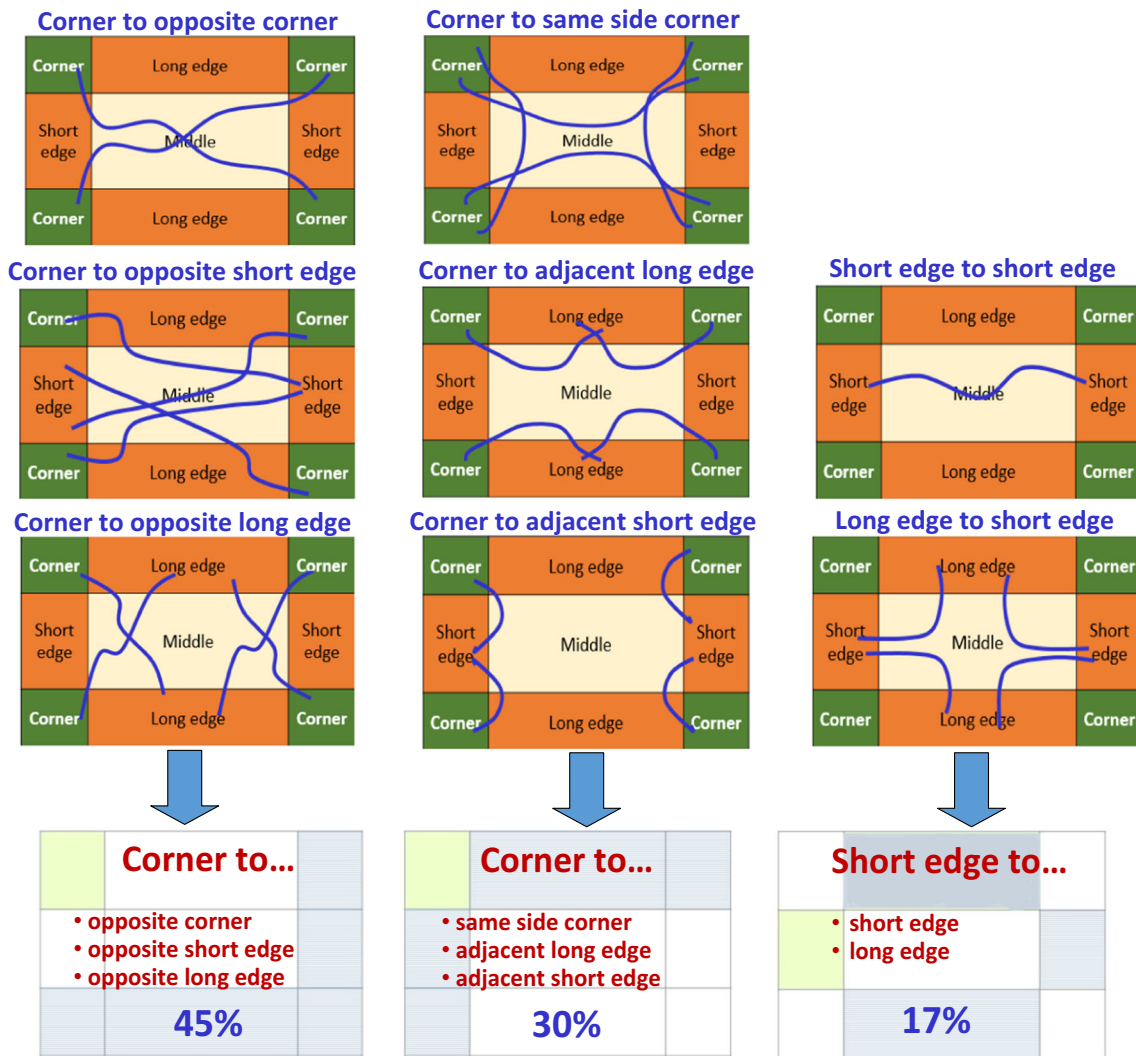 Corner to opposite corner
Corner
Long edge
Corner
Short
edge
Middle
Short
edge
Corner
Long edge
Corner
Corner to same side corner
Corner
Long edge
Corner
Short
edge
Middle
Short
edge
Corner
Long edge
Corner
Corner to opposite short edge
Corner
Long edge
Corner
Short
edge
Middle
Short
edge
Corner
Long edge
Corner
Corner to adjacent long edge
Corner
Long edge
Corner
Short
edge
Middle
Short
edge
Corner
Long edge
Corner
Short edge to short edge
Corner
Long edge
Corner
Short
edge
Middle
Short
edge
Corner
Long edge
Corner
Corner to opposite long edge
Corner
Long edge
Corner
Short
edge
Middle
Short
edge
Corner
Long edge
Corner
Corner to adjacent short edge
Corner
Long edge
Corner
Short
edge
Middle
Short
edge
Corner
Long edge
Corner
Long edge to short edge
Corner
Long edge
Corner
Short
edge
Middle
Short
edge
Corner
Long edge
Corner
Corner to...
• opposite corner
• opposite short edge
• opposite long edge
45%
Corner to...
• same side corner
• adjacent long edge
• adjacent short edge
30%
Short edge to...
• short edge
• long edge
17%